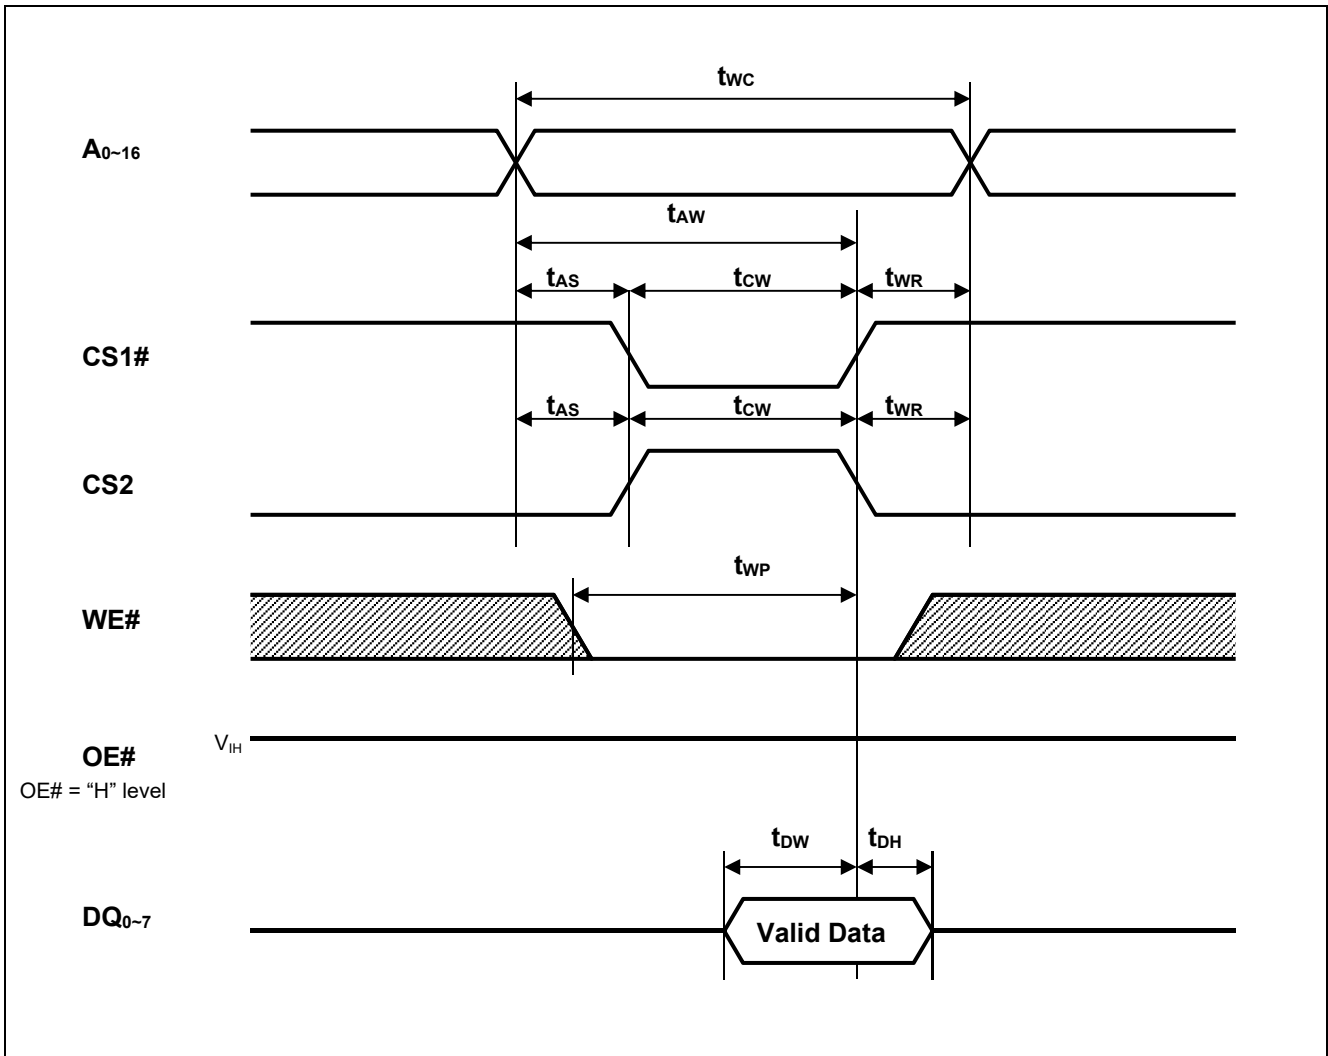 tWC
A0~16
tAW
tAS tCW tWR
CS1#
tAS tCW tWR
CS2
tWP
WE#
VIH
OE#
OE# = “H” level
tDW tDH
DQ0~7
Valid Data